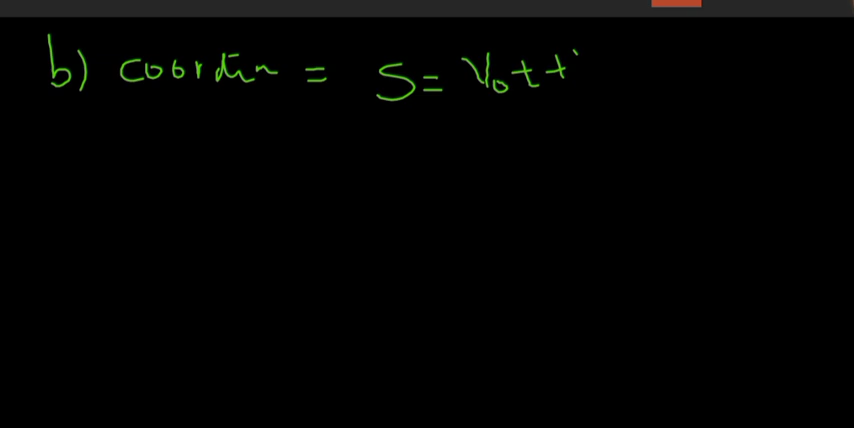 b) coordin = S = V₀t +